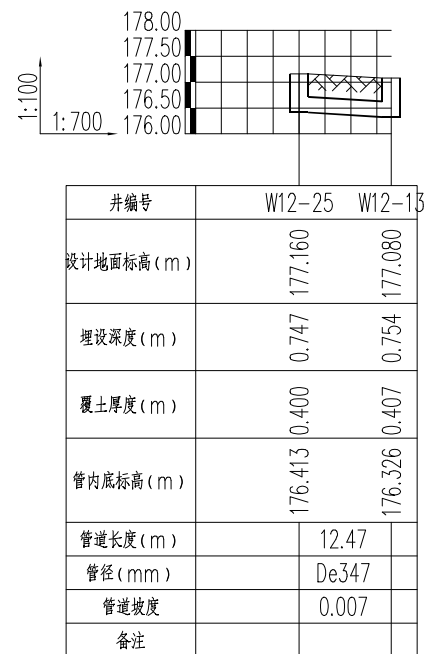 178.00
177.50
177.00
176.50
176.00
1:100
1:700
井编号 W12-25 W12-13
设计地面标高(m) 177.160 177.080
埋设深度(m) 0.747 0.754
覆土厚度(m) 0.400 0.407
管内底标高(m) 176.413 176.326
管道长度(m) 12.47
管径(mm) De347
管道坡度 0.007
备注